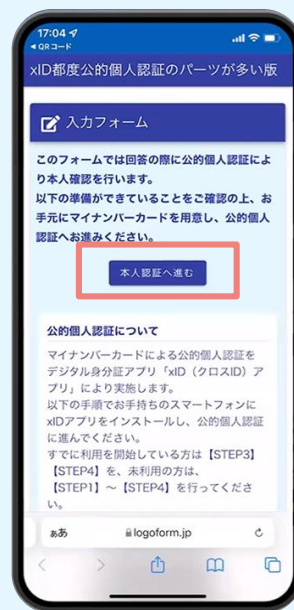 17:04
◀ QRコード
xID都度公的個人認証のパーツが多い版
入力フォーム
このフォームでは回答の際に公的個人認証によ
り本人確認を行います。
以下の準備ができていることをご確認の上、お
手元にマイナンバーカードを用意し、公的個人
認証へお進みください。
本人認証へ進む
公的個人認証について
マイナンバーカードによる公的個人認証を
デジタル身分証アプリ「xID（クロスID）ア
プリ」により実施します。
以下の手順でお手持ちのスマートフォンに
xIDアプリをインストールし、公的個人認証
に進んでください。
すでに利用を開始している方は【STEP3】
【STEP4】を、未利用の方は、
【STEP1】～【STEP4】を行ってくださ
い。
ぁあ
logoform.jp